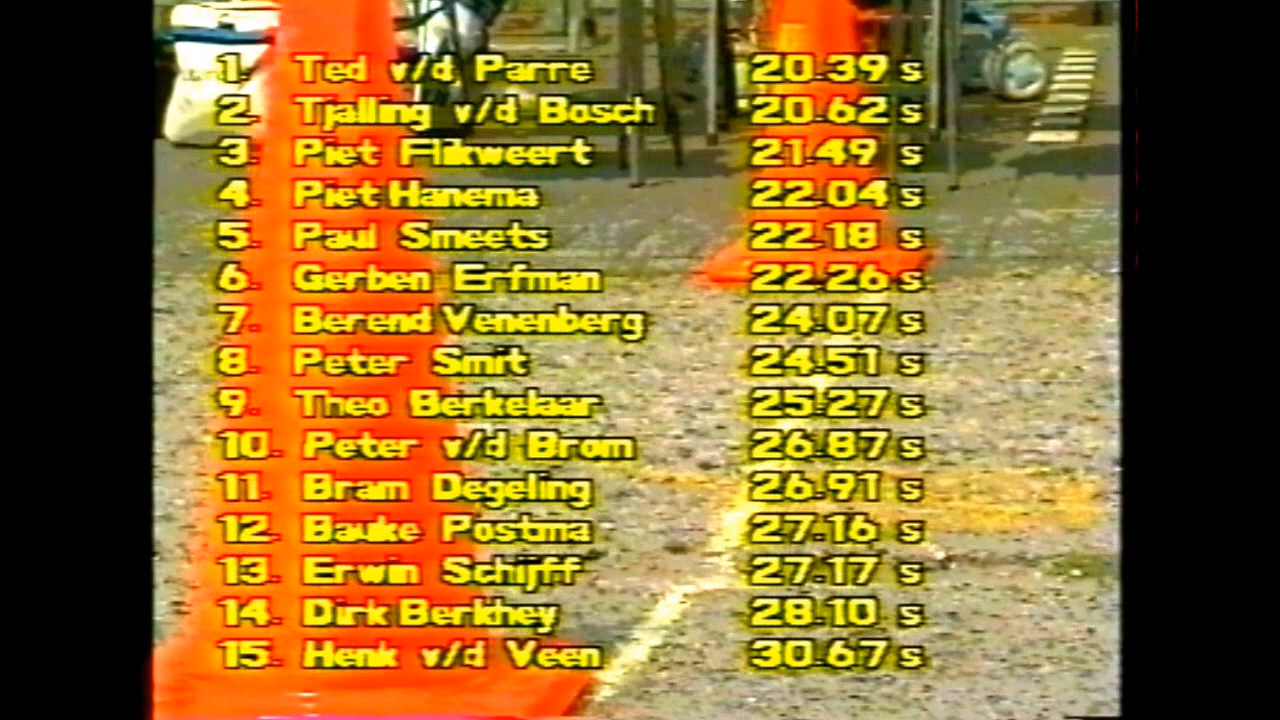 1. Ted v/d Parre 20.39 s
2. Tjalling v/d Bosch 20.62 s
3. Piet Flikweert 21.49 s
4. Piet Hanema 22.04 s
5. Paul Smeets 22.18 s
6. Gerben Erfman 22.26 s
7. Berend Venenberg 24.07 s
8. Peter Smit 24.51 s
9. Theo Berkelaar 25.27 s
10. Peter v/d Brom 26.87 s
11. Bram Degeling 26.91 s
12. Bauke Postma 27.16 s
13. Erwin Schijff 27.17 s
14. Dirk Berkhey 28.10 s
15. Henk v/d Veen 30.67 s